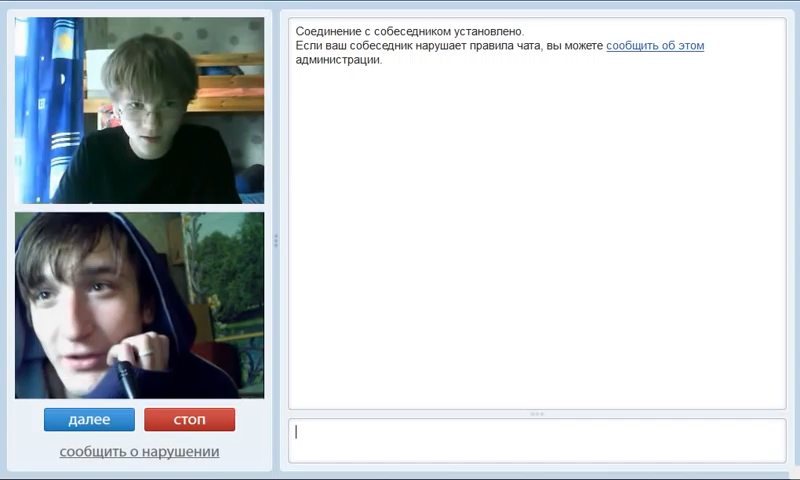 Соединение с собеседником установлено.
Если ваш собеседник нарушает правила чата, вы можете сообщить об этом
администрации.
далее
стоп
сообщить о нарушении